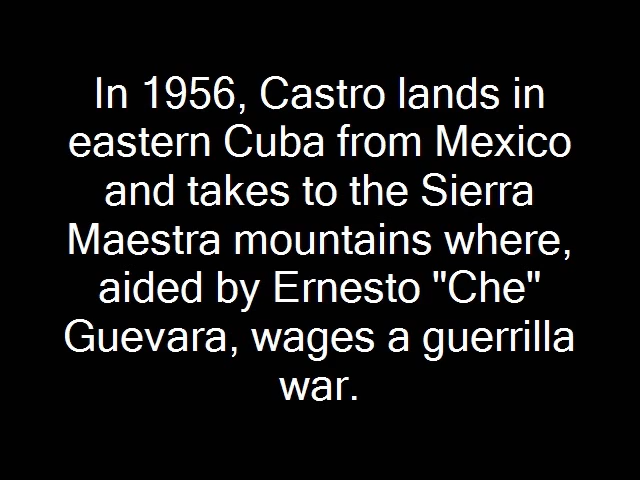 In 1956, Castro lands in
eastern Cuba from Mexico
and takes to the Sierra
Maestra mountains where,
aided by Ernesto "Che"
Guevara, wages a guerrilla
war.